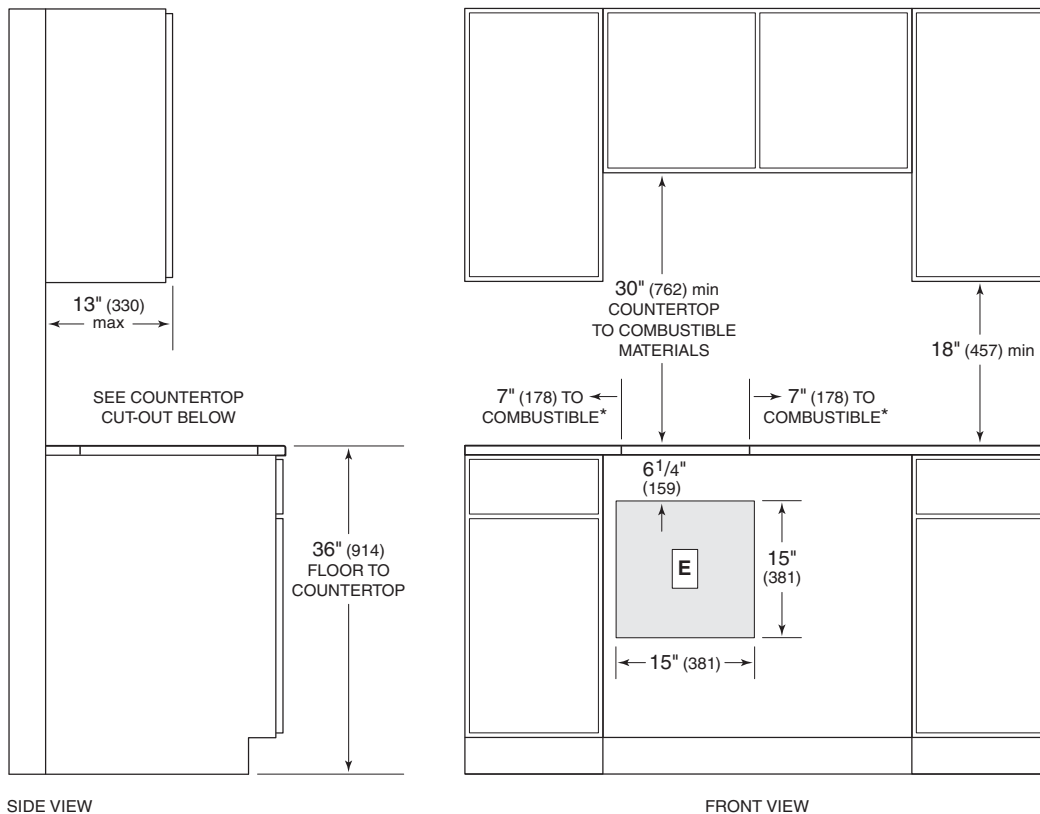 13" (330)
max
SEE COUNTERTOP
CUT-OUT BELOW
36" (914)
FLOOR TO
COUNTERTOP
SIDE VIEW
30" (762) min
COUNTERTOP
TO COMBUSTIBLE
MATERIALS
18" (457) min
7" (178) TO
COMBUSTIBLE*
7" (178) TO
COMBUSTIBLE*
6 1/4"
(159)
E
15"
(381)
15" (381)
FRONT VIEW